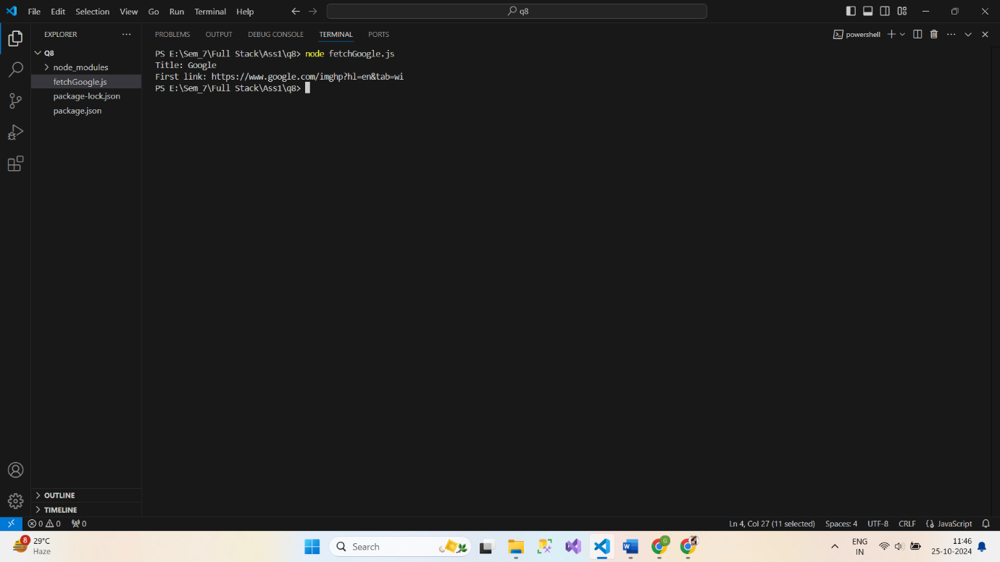 File Edit Selection View Go Run Terminal Help
q8
EXPLORER
PROBLEMS OUTPUT DEBUG CONSOLE TERMINAL PORTS
powershell
Q8
node_modules
fetchGoogle.js
package-lock.json
package.json
PS E:\Sem_7\Full Stack\Ass1\q8> node fetchGoogle.js
Title: Google
First link: https://www.google.com/imghp?hl=en&tab=wi
PS E:\Sem_7\Full Stack\Ass1\q8>
OUTLINE
TIMELINE
0 0 0
Ln 4, Col 27 (11 selected) Spaces: 4 UTF-8 CRLF JavaScript
8
29°C
Haze
Search
G
ENG
IN
11:46
25-10-2024